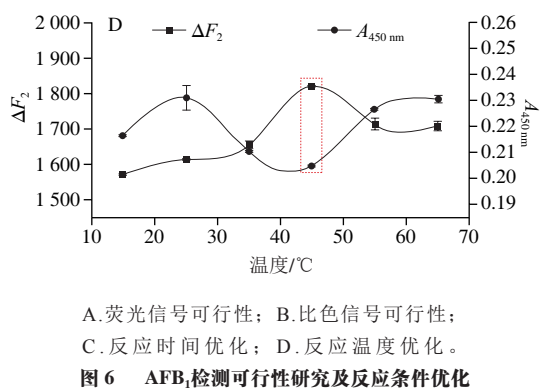 D
ΔF₂
A₄₅₀ nm
2 000
1 800
1 700
1 600
1 500
ΔF₂
0.26
0.25
0.24
0.23
0.22
0.21
0.20
0.19
A₄₅₀ nm
10 20 30 40 50 60 70
温度/℃
A.荧光信号可行性；B.比色信号可行性；
C.反应时间优化；D.反应温度优化。
图 6 AFB₁检测可行性研究及反应条件优化